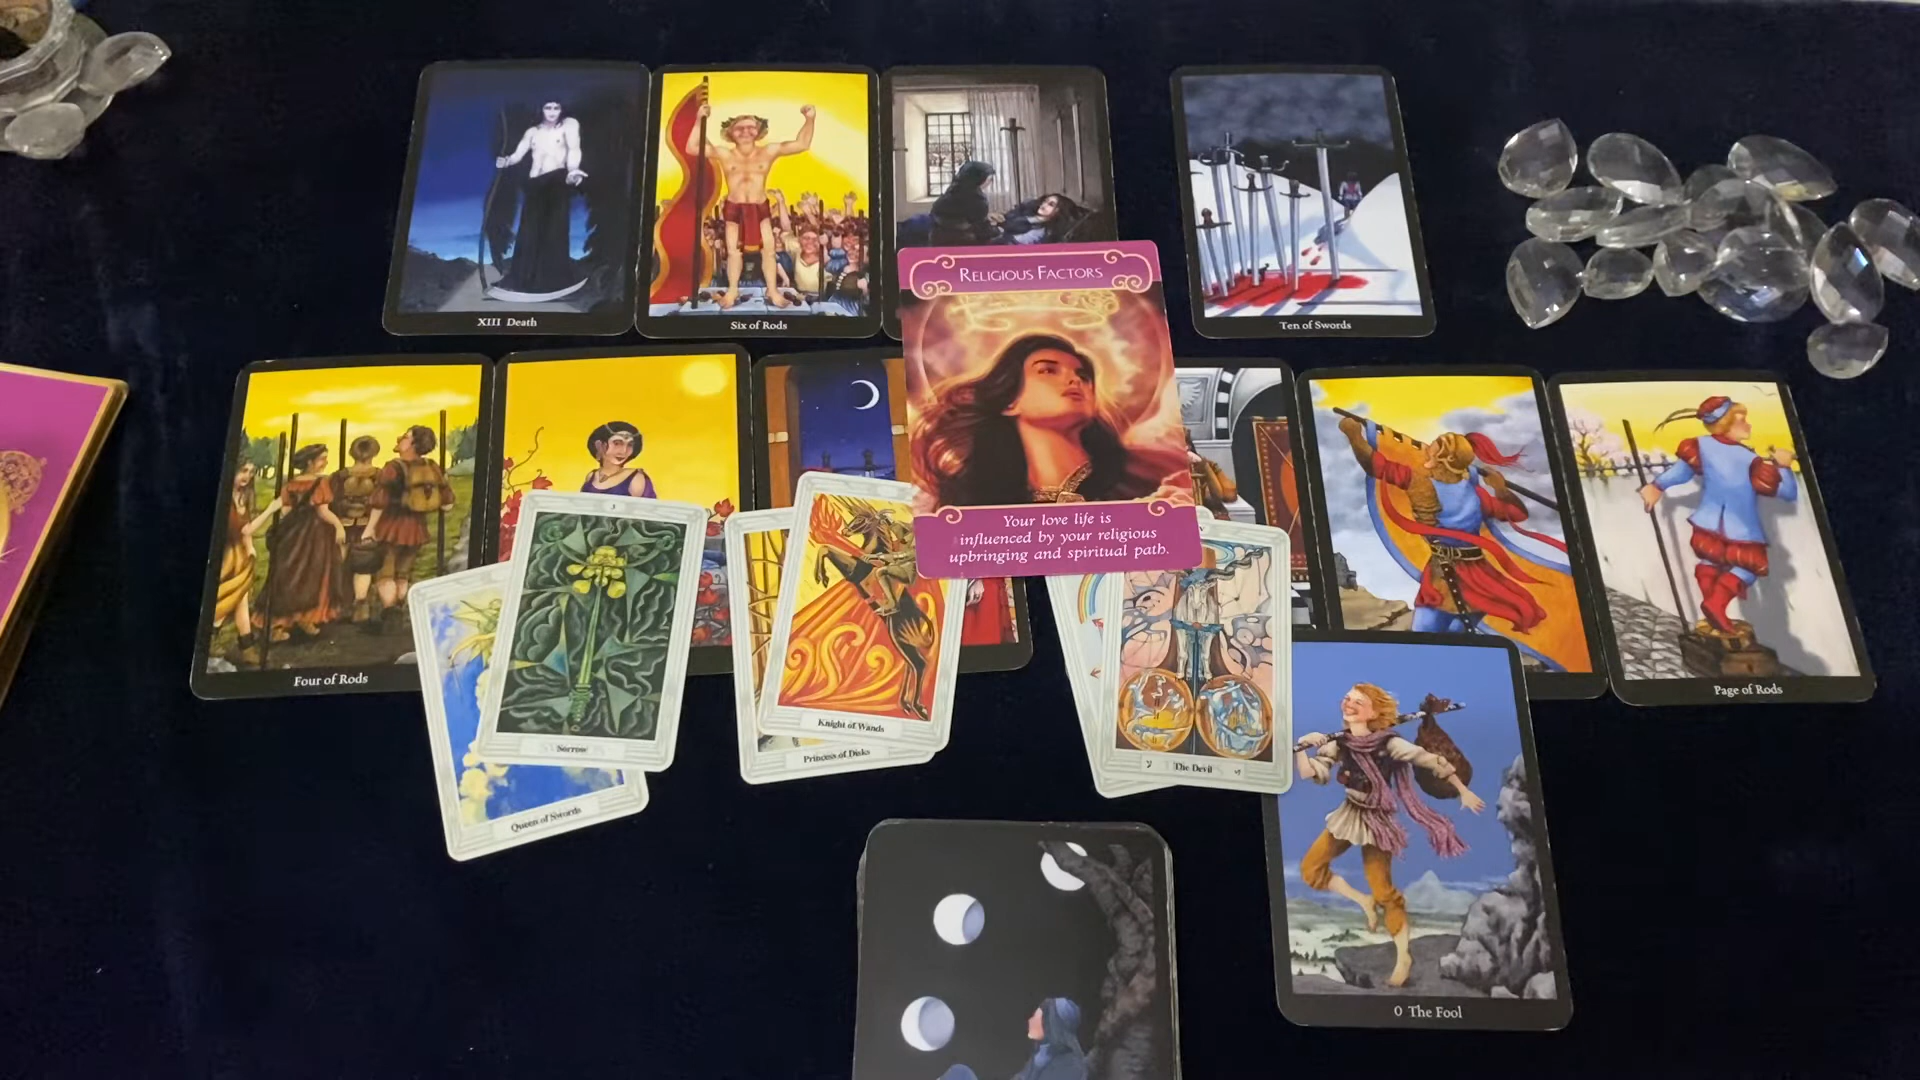 XIII Death
Six of Rods
Ten of Swords
RELIGIOUS FACTORS
Your love life is
influenced by your religious
upbringing and spiritual path.
Four of Rods
Page of Rods
3
Sorrow
Queen of Swords
Knight of Wands
Princess of Disks
The Devil
0 The Fool